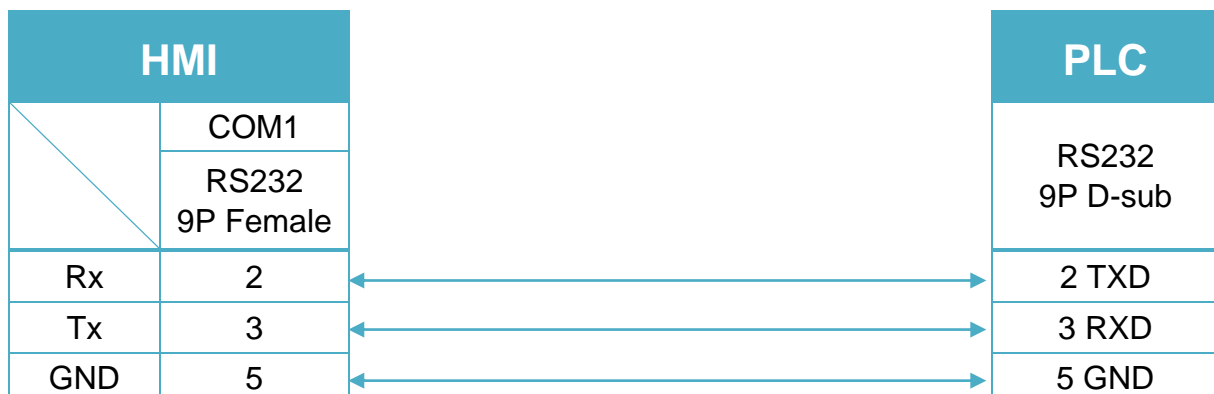 HMI
PLC
COM1
RS232
9P Female
RS232
9P D-sub
Rx 2 2 TXD
Tx 3 3 RXD
GND 5 5 GND